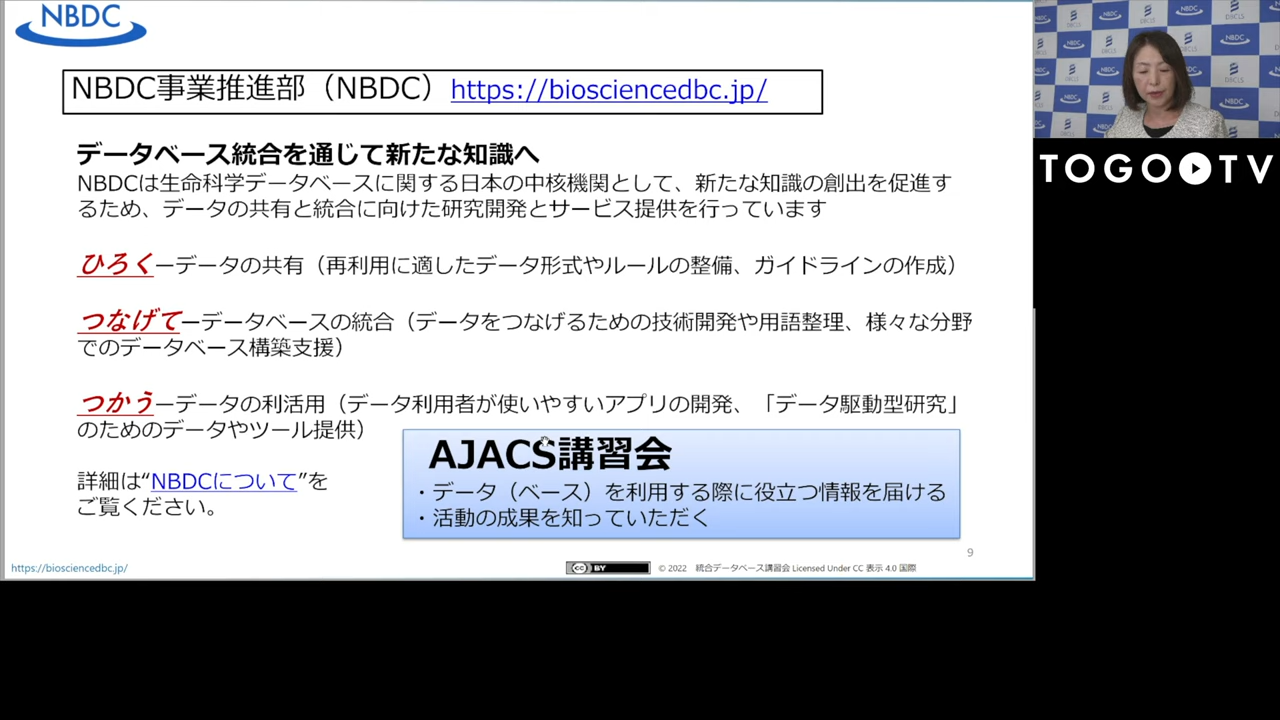 NBDC
NBDC事業推進部（NBDC）https://biosciencedbc.jp/
データベース統合を通じて新たな知識へ
NBDCは生命科学データベースに関する日本の中核機関として、新たな知識の創出を促進す
るため、データの共有と統合に向けた研究開発とサービス提供を行っています
ひろくーデータの共有（再利用に適したデータ形式やルールの整備、ガイドラインの作成）
つなげてーデータベースの統合（データをつなげるための技術開発や用語整理、様々な分野
でのデータベース構築支援）
つかうーデータの利活用（データ利用者が使いやすいアプリの開発、「データ駆動型研究」
のためのデータやツール提供）
詳細は“NBDCについて”を
ご覧ください。
AJACS講習会
・データ（ベース）を利用する際に役立つ情報を届ける
・活動の成果を知っていただく
9
https://biosciencedbc.jp/
cc BY
© 2022 統合データベース講習会 Licensed Under CC 表示 4.0 国際
TOGO TV
NBDC
DBCLS